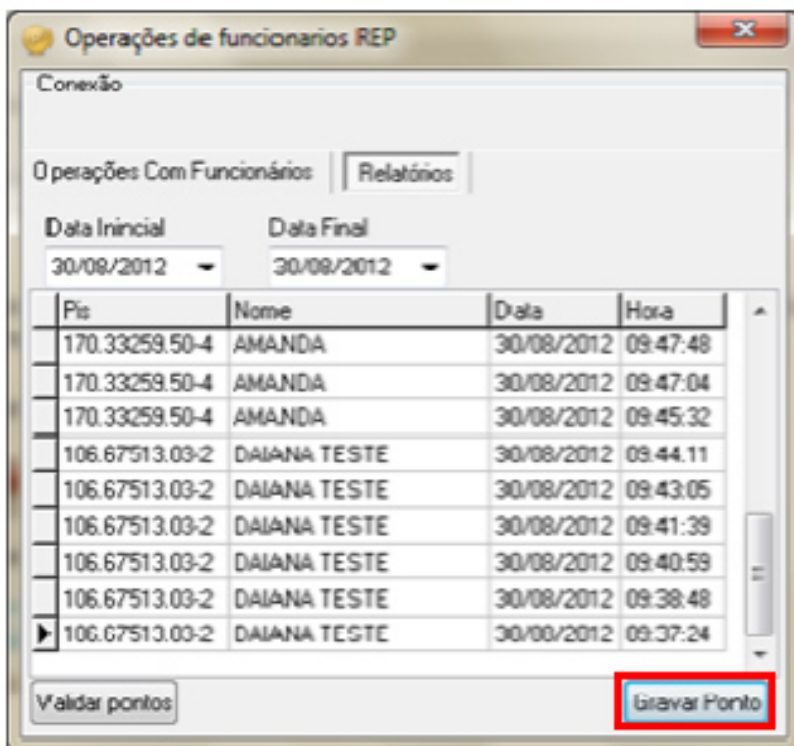 Operações de funcionarios REP
Conexão
Operações Com Funcionários Relatórios
Data Inincial Data Final
30/08/2012 30/08/2012
Pis Nome Data Hora
170.33259.50-4 AMANDA 30/08/2012 09:47:48
170.33259.50-4 AMANDA 30/08/2012 09:47:04
170.33259.50-4 AMANDA 30/08/2012 09:45:32
106.67513.03-2 DAIANA TESTE 30/08/2012 09:44:11
106.67513.03-2 DAIANA TESTE 30/08/2012 09:43:05
106.67513.03-2 DAIANA TESTE 30/08/2012 09:41:39
106.67513.03-2 DAIANA TESTE 30/08/2012 09:40:59
106.67513.03-2 DAIANA TESTE 30/08/2012 09:38:48
106.67513.03-2 DAIANA TESTE 30/08/2012 09:37:24
Validar pontos Gravar Ponto